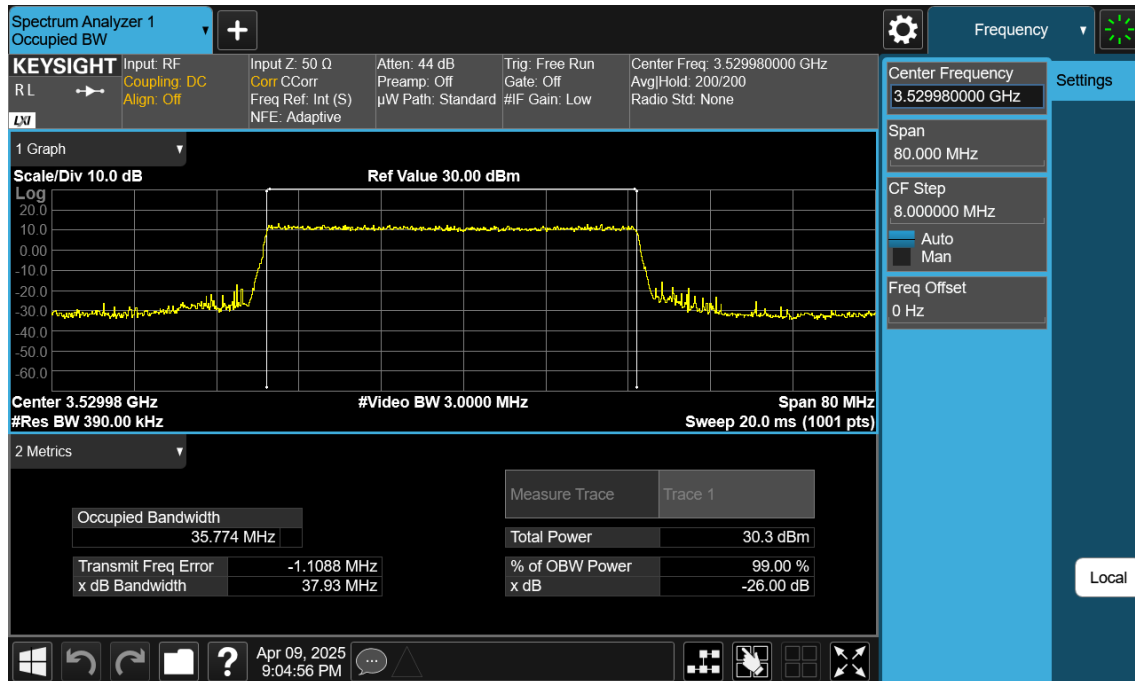 Spectrum Analyzer 1
Occupied BW
+
Frequency
KEYSIGHT
R L
LXI
Input: RF
Coupling: DC
Align: Off
Input Z: 50 Ω
Corr CCorr
Freq Ref: Int (S)
NFE: Adaptive
Atten: 44 dB
Preamp: Off
µW Path: Standard
Trig: Free Run
Gate: Off
#IF Gain: Low
Center Freq: 3.529980000 GHz
Avg|Hold: 200/200
Radio Std: None
Center Frequency
3.529980000 GHz
Settings
Span
80.000 MHz
CF Step
8.000000 MHz
Auto
Man
Freq Offset
0 Hz
Local
1 Graph
Scale/Div 10.0 dB
Ref Value 30.00 dBm
Log
20.0
10.0
0.00
-10.0
-20.0
-30.0
-40.0
-50.0
-60.0
Center 3.52998 GHz
#Video BW 3.0000 MHz
Span 80 MHz
#Res BW 390.00 kHz
Sweep 20.0 ms (1001 pts)
2 Metrics
Measure Trace
Trace 1
Occupied Bandwidth
35.774 MHz
Total Power 30.3 dBm
Transmit Freq Error -1.1088 MHz
% of OBW Power 99.00 %
x dB Bandwidth 37.93 MHz
x dB -26.00 dB
?
Apr 09, 2025
9:04:56 PM